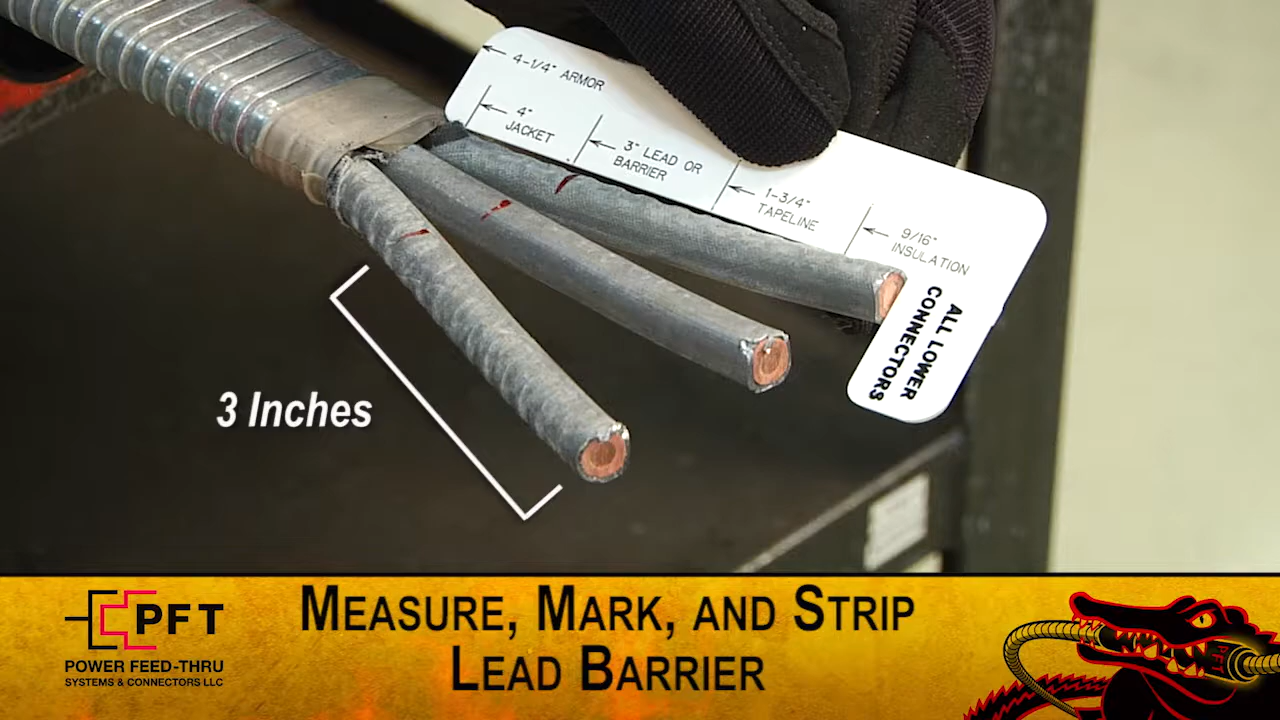 4-1/4" ARMOR
4"
JACKET
3" LEAD OR
BARRIER
1-3/4"
TAPELINE
9/16"
INSULATION
ALL LOWER
CONNECTORS
3 Inches
PFT
POWER FEED-THRU
SYSTEMS & CONNECTORS LLC
MEASURE, MARK, AND STRIP
LEAD BARRIER
PFT